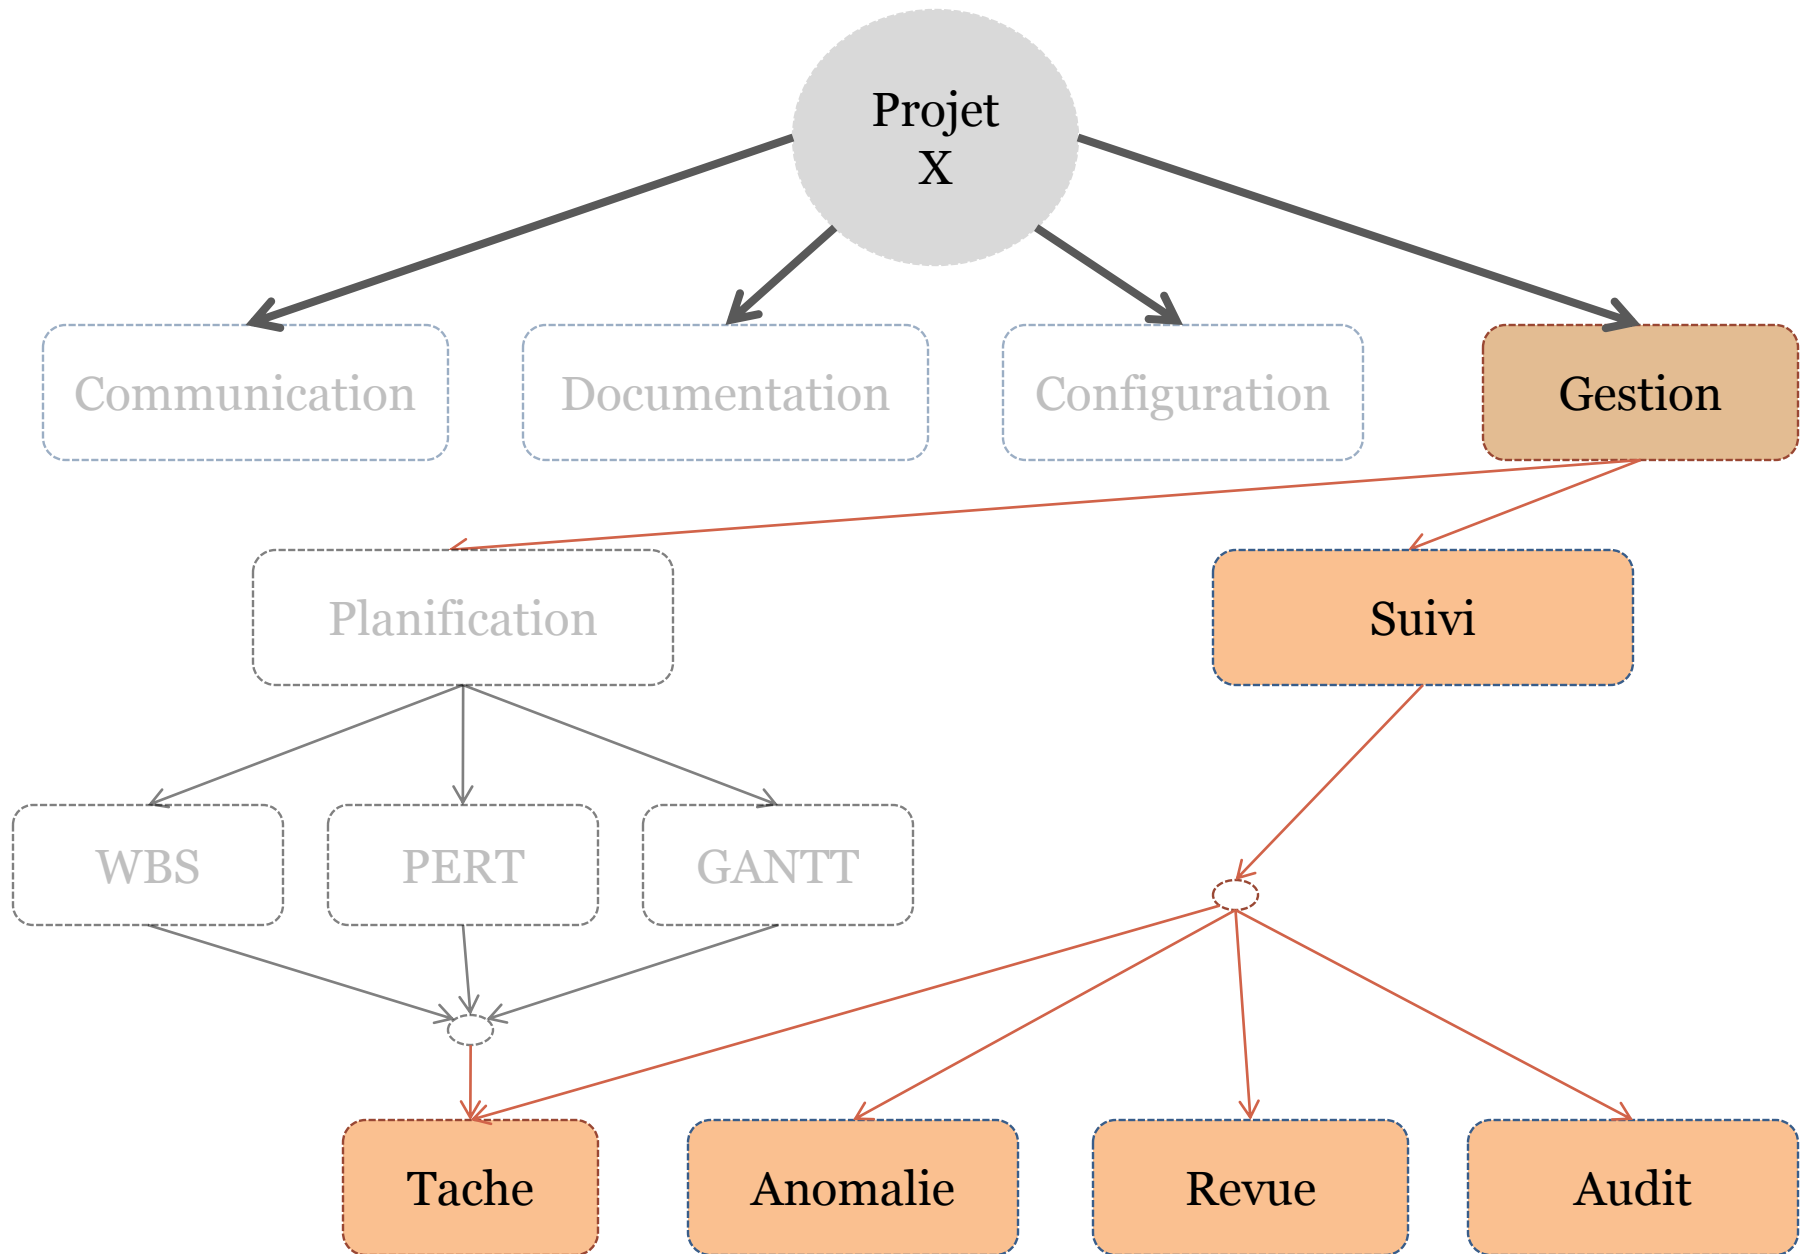 Projet
X
Communication
Documentation
Configuration
Gestion
Planification
Suivi
WBS
PERT
GANTT
Tache
Anomalie
Revue
Audit